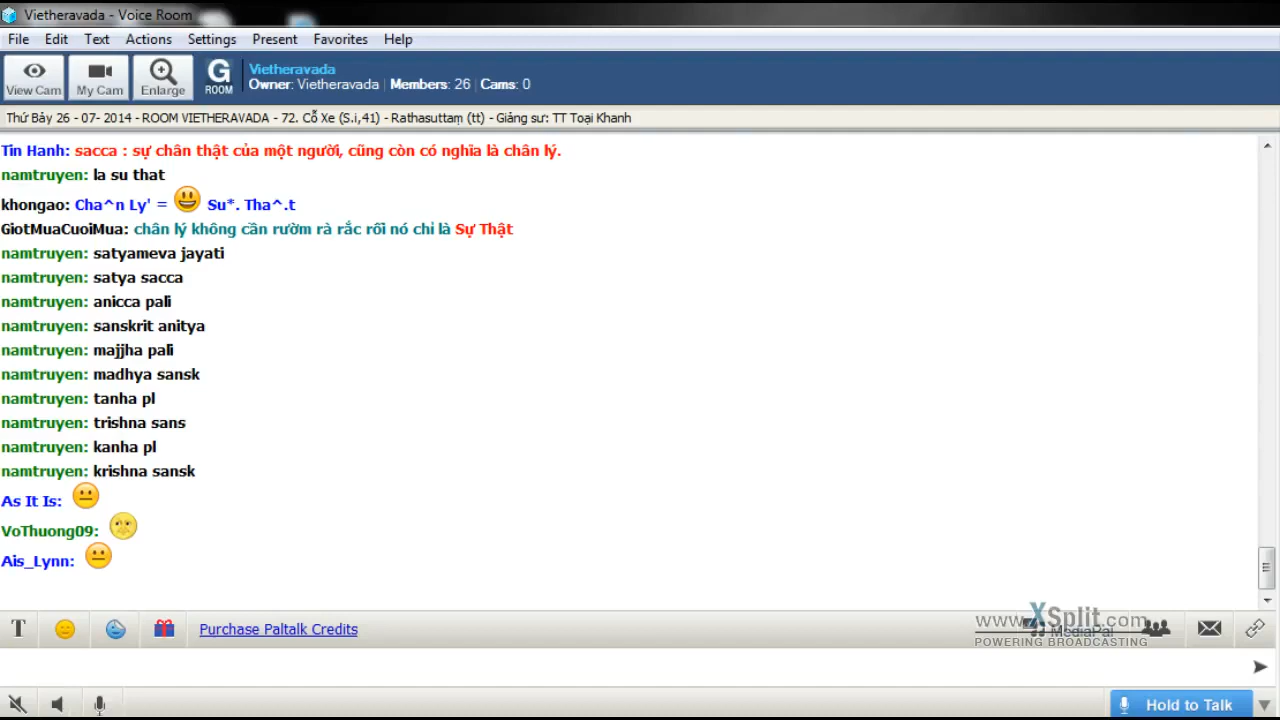 Vietheravada - Voice Room
File Edit Text Actions Settings Present Favorites Help
View Cam My Cam Enlarge G ROOM
Vietheravada
Owner: Vietheravada | Members: 26 | Cams: 0
Thứ Bảy 26 - 07- 2014 - ROOM VIETHERAVADA - 72. Cỗ Xe (S.i,41) - Rathasuttaṃ (tt) - Giảng sư: TT Toại Khanh
Tin Hanh: sacca : sự chân thật của một người, cũng còn có nghĩa là chân lý.
namtruyen: la su that
khongao: Cha^n Ly' = Su*. Tha^.t
GiotMuaCuoiMua: chân lý không cần rườm rà rắc rối nó chỉ là Sự Thật
namtruyen: satyameva jayati
namtruyen: satya sacca
namtruyen: anicca pali
namtruyen: sanskrit anitya
namtruyen: majjha pali
namtruyen: madhya sansk
namtruyen: tanha pl
namtruyen: trishna sans
namtruyen: kanha pl
namtruyen: krishna sansk
As It Is:
VoThuong09:
Ais_Lynn:
T Purchase Paltalk Credits
www.XSplit.com
MediaPal
POWERING BROADCASTING
Hold to Talk